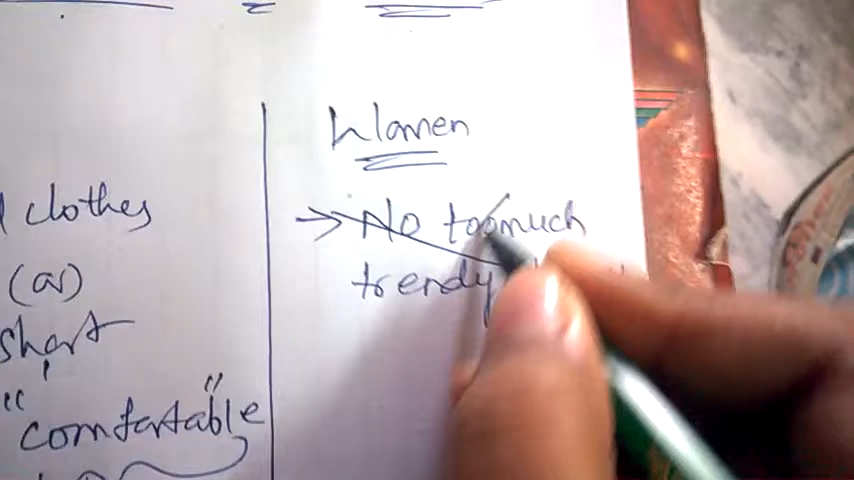 clothes
(or)
short
"comfortable"
Women
→ No too much
trendy